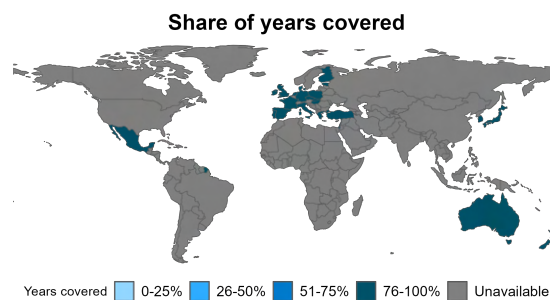 Share of years covered
Years covered 0-25% 26-50% 51-75% 76-100% Unavailable